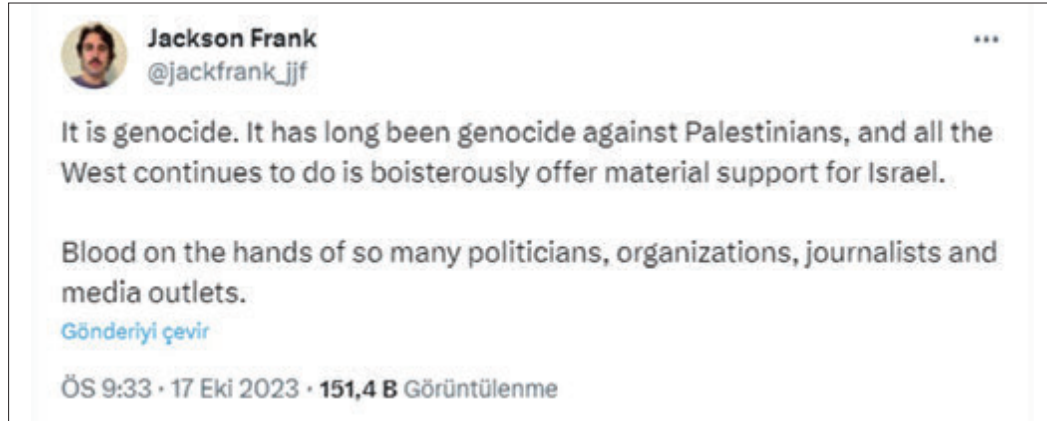 Jackson Frank
@jackfrank_jjf
It is genocide. It has long been genocide against Palestinians, and all the
West continues to do is boisterously offer material support for Israel.
Blood on the hands of so many politicians, organizations, journalists and
media outlets.
Gönderiyi çevir
ÖS 9:33 · 17 Eki 2023 · 151,4 B Görüntülenme